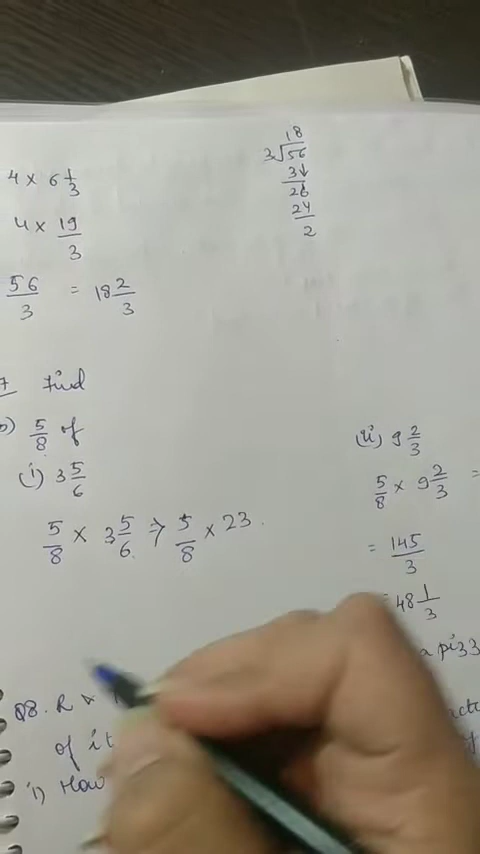 4 × 6 1/3
4 × 19/3
56/3 = 18 2/3
18
3√56
3↓
26
24
2
7 Find
b) 5/8 of
(i) 3 5/6
5/8 × 3 5/6 ⇒ 5/8 × 23
(ii) 9 2/3
5/8 × 9 2/3 =
= 145/3
= 48 1/3
a pizz
Q8. R
of it
i) How